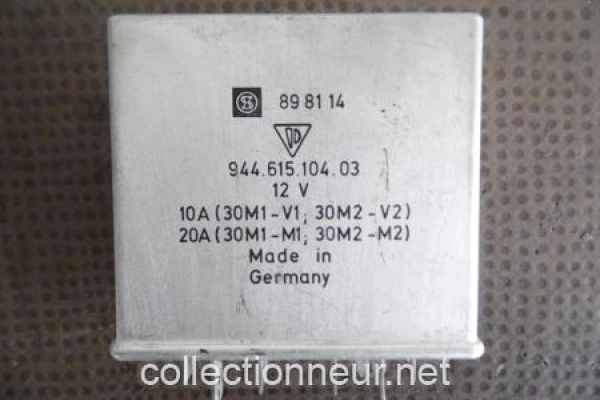 89 81 14
944.615.104.03
12 V
10A (30M1-V1; 30M2-V2)
20A (30M1-M1; 30M2-M2)
Made in
Germany
collectionneur.net